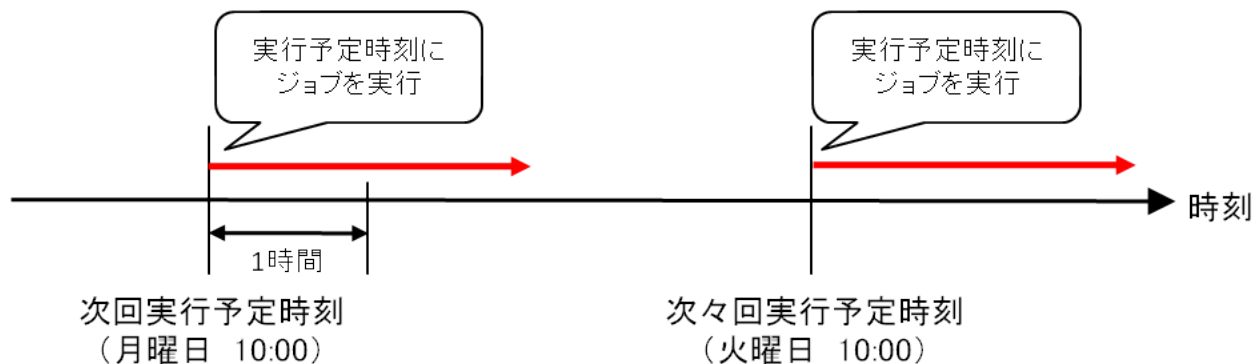 実行予定時刻に
ジョブを実行
実行予定時刻に
ジョブを実行
時刻
1時間
次回実行予定時刻
（月曜日 10:00）
次々回実行予定時刻
（火曜日 10:00）